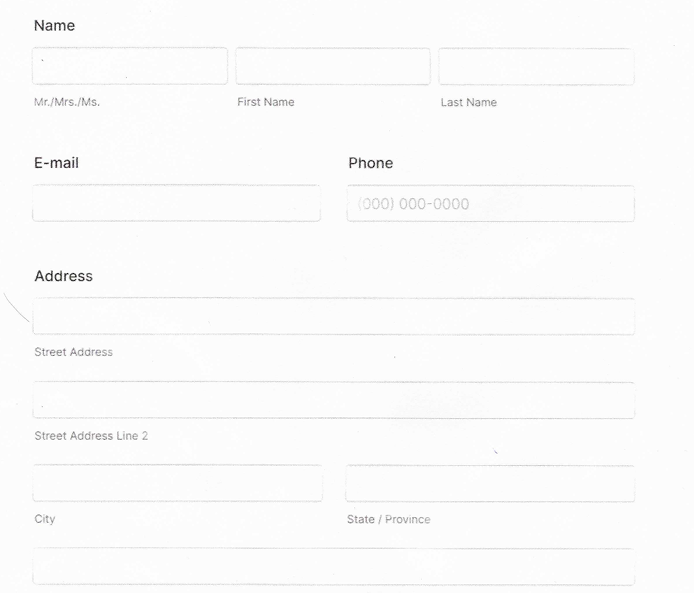 Name
Mr./Mrs./Ms. First Name Last Name
E-mail Phone
(000) 000-0000
Address
Street Address
Street Address Line 2
City State / Province